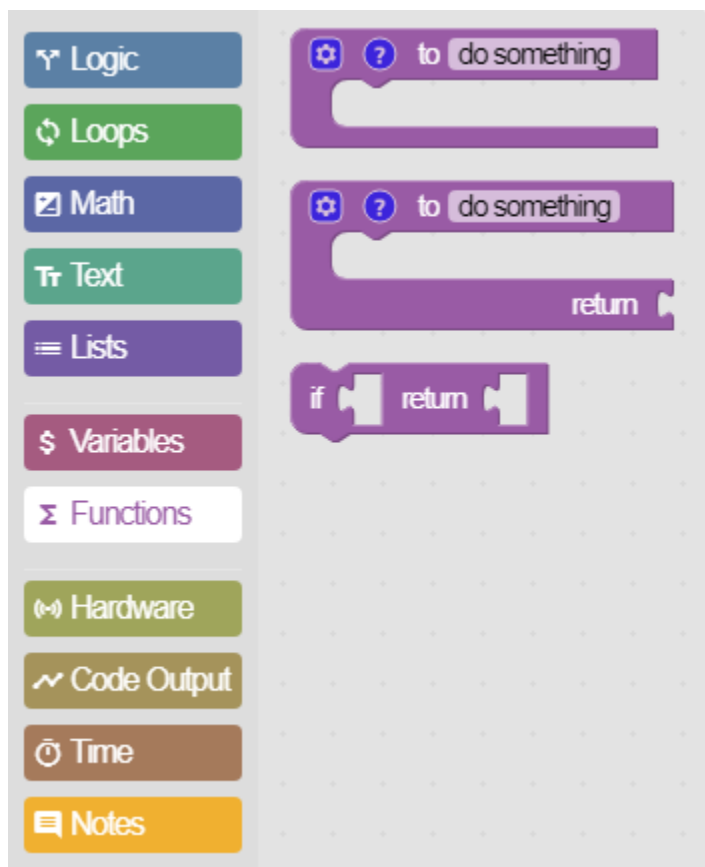 Logic
Loops
Math
Text
Lists
$ Variables
Σ Functions
Hardware
Code Output
Time
Notes
? to do something
? to do something
return
if return